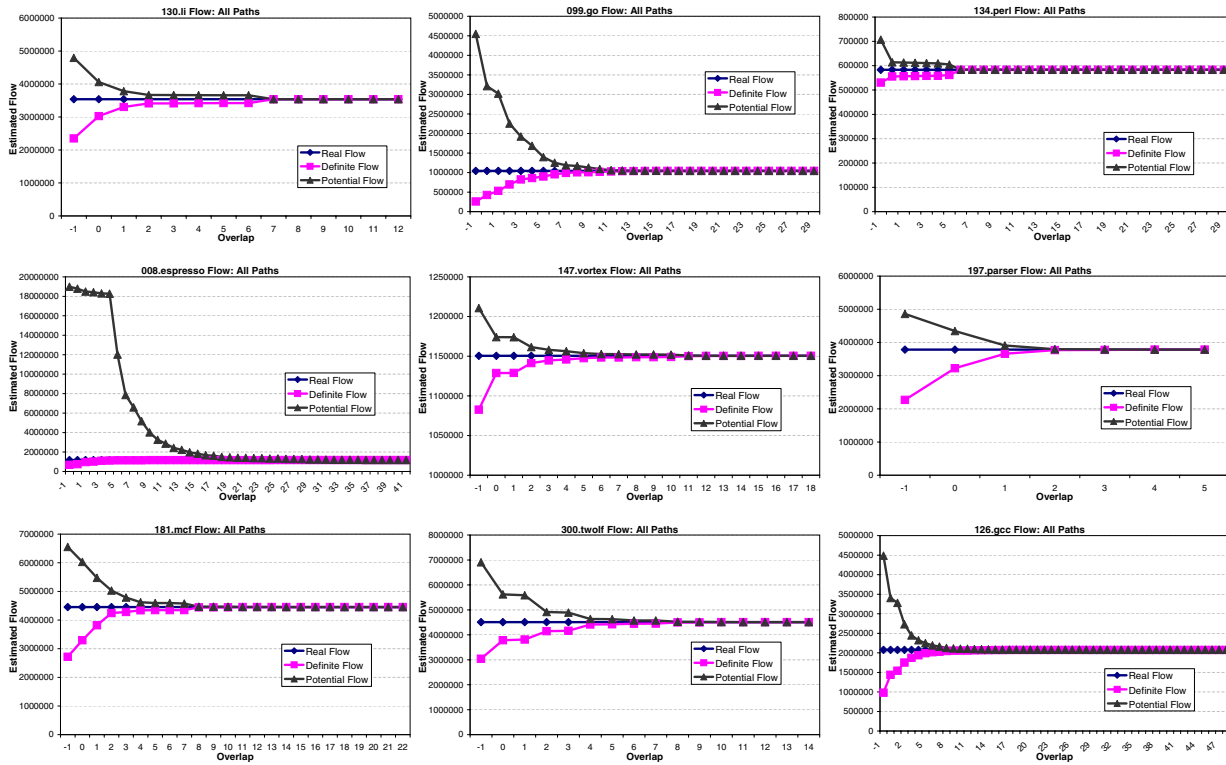 130.li Flow: All Paths
Estimated Flow
6000000
5000000
4000000
3000000
2000000
1000000
0
Real Flow
Definite Flow
Potential Flow
-1 0 1 2 3 4 5 6 7 8 9 10 11 12
Overlap
099.go Flow: All Paths
Estimated Flow
5000000
4500000
4000000
3500000
3000000
2500000
2000000
1500000
1000000
500000
0
Real Flow
Definite Flow
Potential Flow
-1 1 3 5 7 9 11 13 15 17 19 21 23 25 27 29
Overlap
134.perl Flow: All Paths
Estimated Flow
800000
700000
600000
500000
400000
300000
200000
100000
0
Real Flow
Definite Flow
Potential Flow
-1 1 3 5 7 9 11 13 15 17 19 21 23 25 27 29
Overlap
008.espresso Flow: All Paths
Estimated Flow
20000000
18000000
16000000
14000000
12000000
10000000
8000000
6000000
4000000
2000000
0
Real Flow
Definite Flow
Potential Flow
-1 1 3 5 7 9 11 13 15 17 19 21 23 25 27 29 31 33 35 37 39 41
Overlap
147.vortex Flow: All Paths
Estimated Flow
1250000
1200000
1150000
1100000
1050000
1000000
Real Flow
Definite Flow
Potential Flow
-1 0 1 2 3 4 5 6 7 8 9 10 11 12 13 14 15 16 17 18
Overlap
197.parser Flow: All Paths
Estimated Flow
6000000
5000000
4000000
3000000
2000000
1000000
0
Real Flow
Definite Flow
Potential Flow
-1 0 1 2 3 4 5
Overlap
181.mcf Flow: All Paths
Estimated Flow
7000000
6000000
5000000
4000000
3000000
2000000
1000000
0
Real Flow
Definite Flow
Potential Flow
-1 0 1 2 3 4 5 6 7 8 9 10 11 12 13 14 15 16 17 18 19 20 21 22
Overlap
300.twolf Flow: All Paths
Estimated Flow
8000000
7000000
6000000
5000000
4000000
3000000
2000000
1000000
0
Real Flow
Definite Flow
Potential Flow
-1 0 1 2 3 4 5 6 7 8 9 10 11 12 13 14
Overlap
126.gcc Flow: All Paths
Estimated Flow
5000000
4500000
4000000
3500000
3000000
2500000
2000000
1500000
1000000
500000
0
Real Flow
Definite Flow
Potential Flow
-1 2 5 8 11 14 17 20 23 26 29 32 35 38 41 44 47
Overlap